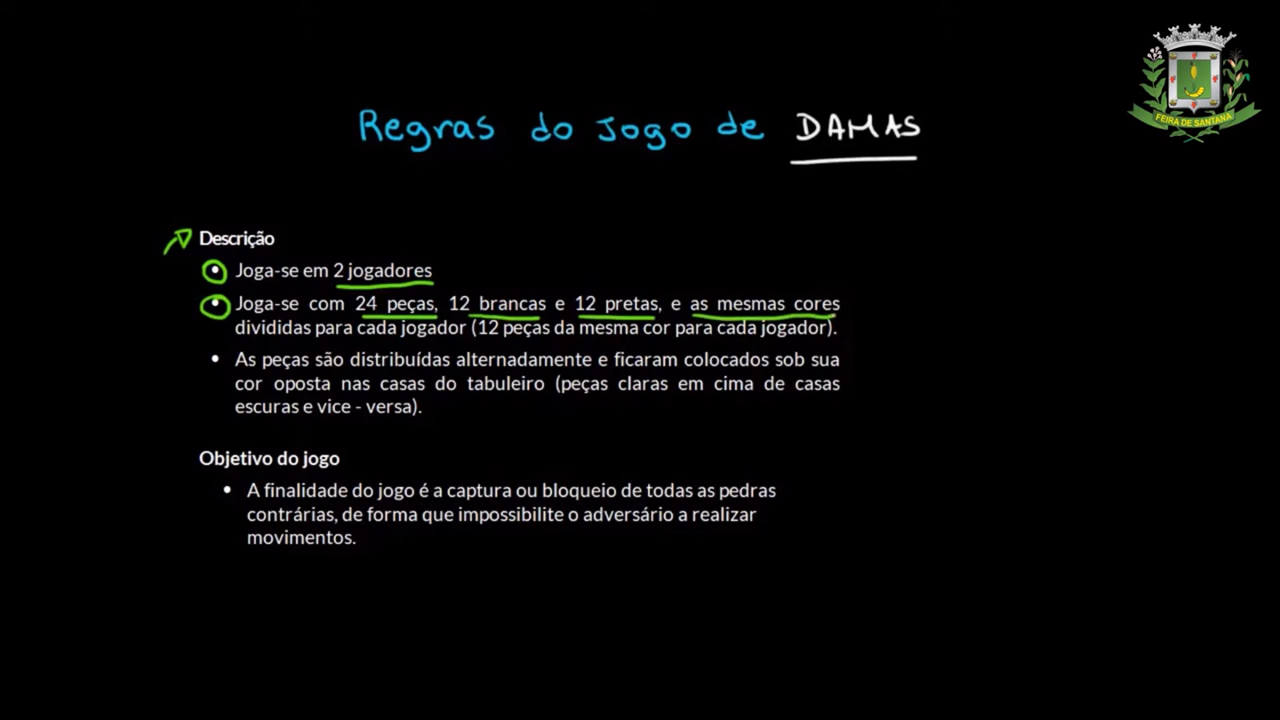 FEIRA DE SANTANA
Regras do Jogo de DAMAS
Descrição
• Joga-se em 2 jogadores
• Joga-se com 24 peças, 12 brancas e 12 pretas, e as mesmas cores
divididas para cada jogador (12 peças da mesma cor para cada jogador).
• As peças são distribuídas alternadamente e ficaram colocados sob sua
cor oposta nas casas do tabuleiro (peças claras em cima de casas
escuras e vice - versa).
Objetivo do jogo
• A finalidade do jogo é a captura ou bloqueio de todas as pedras
contrárias, de forma que impossibilite o adversário a realizar
movimentos.